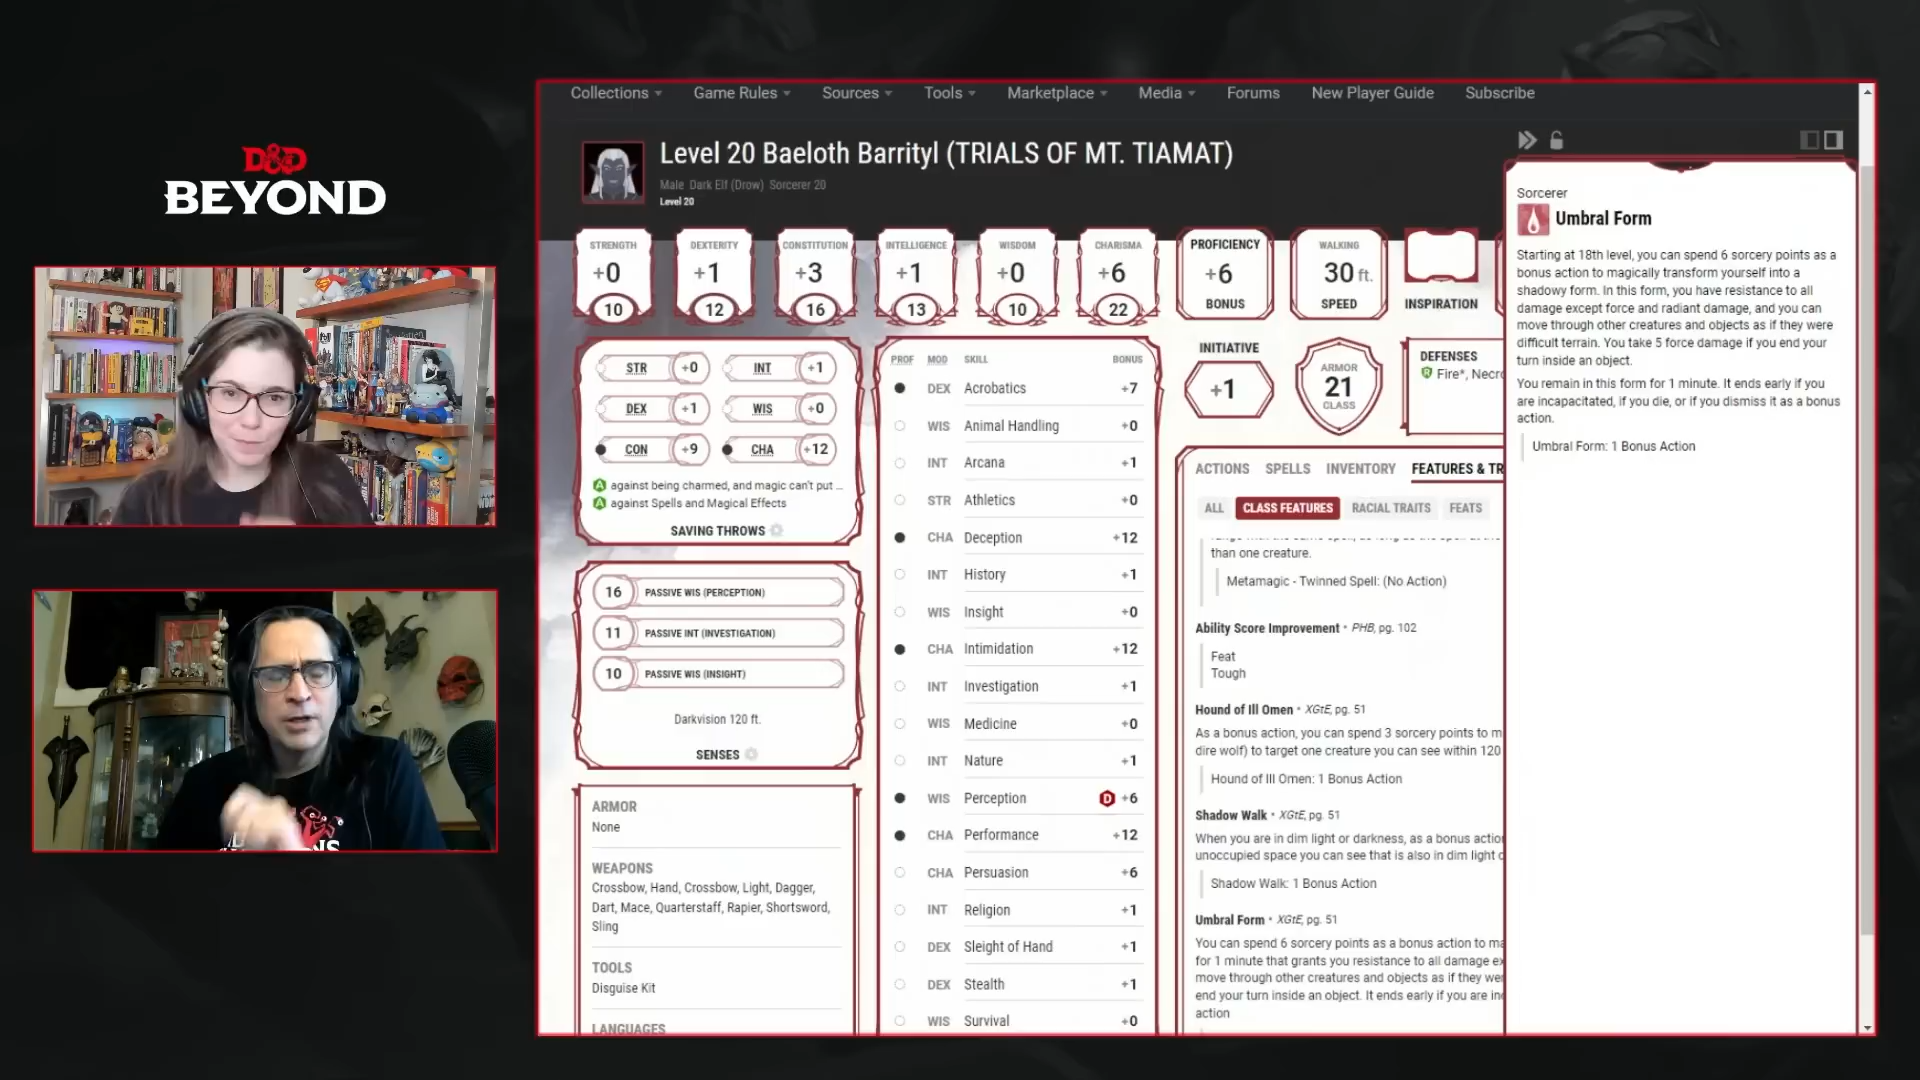 D&D
BEYOND
Collections
Game Rules
Sources
Tools
Marketplace
Media
Forums
New Player Guide
Subscribe
Level 20 Baeloth Barrityl (TRIALS OF MT. TIAMAT)
Male Dark Elf (Drow) Sorcerer 20
Level 20
STRENGTH
+0
10
DEXTERITY
+1
12
CONSTITUTION
+3
16
INTELLIGENCE
+1
13
WISDOM
+0
10
CHARISMA
+6
22
PROFICIENCY
+6
BONUS
WALKING
30 ft.
SPEED
INSPIRATION
STR +0
INT +1
DEX +1
WIS +0
CON +9
CHA +12
A against being charmed, and magic can't put ...
A against Spells and Magical Effects
SAVING THROWS
16 PASSIVE WIS (PERCEPTION)
11 PASSIVE INT (INVESTIGATION)
10 PASSIVE WIS (INSIGHT)
Darkvision 120 ft.
SENSES
ARMOR
None
WEAPONS
Crossbow, Hand, Crossbow, Light, Dagger,
Dart, Mace, Quarterstaff, Rapier, Shortsword,
Sling
TOOLS
Disguise Kit
LANGUAGES
PROF MOD SKILL BONUS
DEX Acrobatics +7
WIS Animal Handling +0
INT Arcana +1
STR Athletics +0
CHA Deception +12
INT History +1
WIS Insight +0
CHA Intimidation +12
INT Investigation +1
WIS Medicine +0
INT Nature +1
WIS Perception +6
CHA Performance +12
CHA Persuasion +6
INT Religion +1
DEX Sleight of Hand +1
DEX Stealth +1
WIS Survival +0
INITIATIVE
+1
ARMOR
21
CLASS
DEFENSES
R Fire*, Necro
ACTIONS
SPELLS
INVENTORY
FEATURES & TR
ALL
CLASS FEATURES
RACIAL TRAITS
FEATS
than one creature.
Metamagic - Twinned Spell: (No Action)
Ability Score Improvement • PHB, pg. 102
Feat
Tough
Hound of Ill Omen • XGtE, pg. 51
As a bonus action, you can spend 3 sorcery points to m
dire wolf) to target one creature you can see within 120
Hound of Ill Omen: 1 Bonus Action
Shadow Walk • XGtE, pg. 51
When you are in dim light or darkness, as a bonus action
unoccupied space you can see that is also in dim light o
Shadow Walk: 1 Bonus Action
Umbral Form • XGtE, pg. 51
You can spend 6 sorcery points as a bonus action to ma
for 1 minute that grants you resistance to all damage ex
move through other creatures and objects as if they wer
end your turn inside an object. It ends early if you are inc
action
Sorcerer
Umbral Form
Starting at 18th level, you can spend 6 sorcery points as a
bonus action to magically transform yourself into a
shadowy form. In this form, you have resistance to all
damage except force and radiant damage, and you can
move through other creatures and objects as if they were
difficult terrain. You take 5 force damage if you end your
turn inside an object.
You remain in this form for 1 minute. It ends early if you
are incapacitated, if you die, or if you dismiss it as a bonus
action.
Umbral Form: 1 Bonus Action